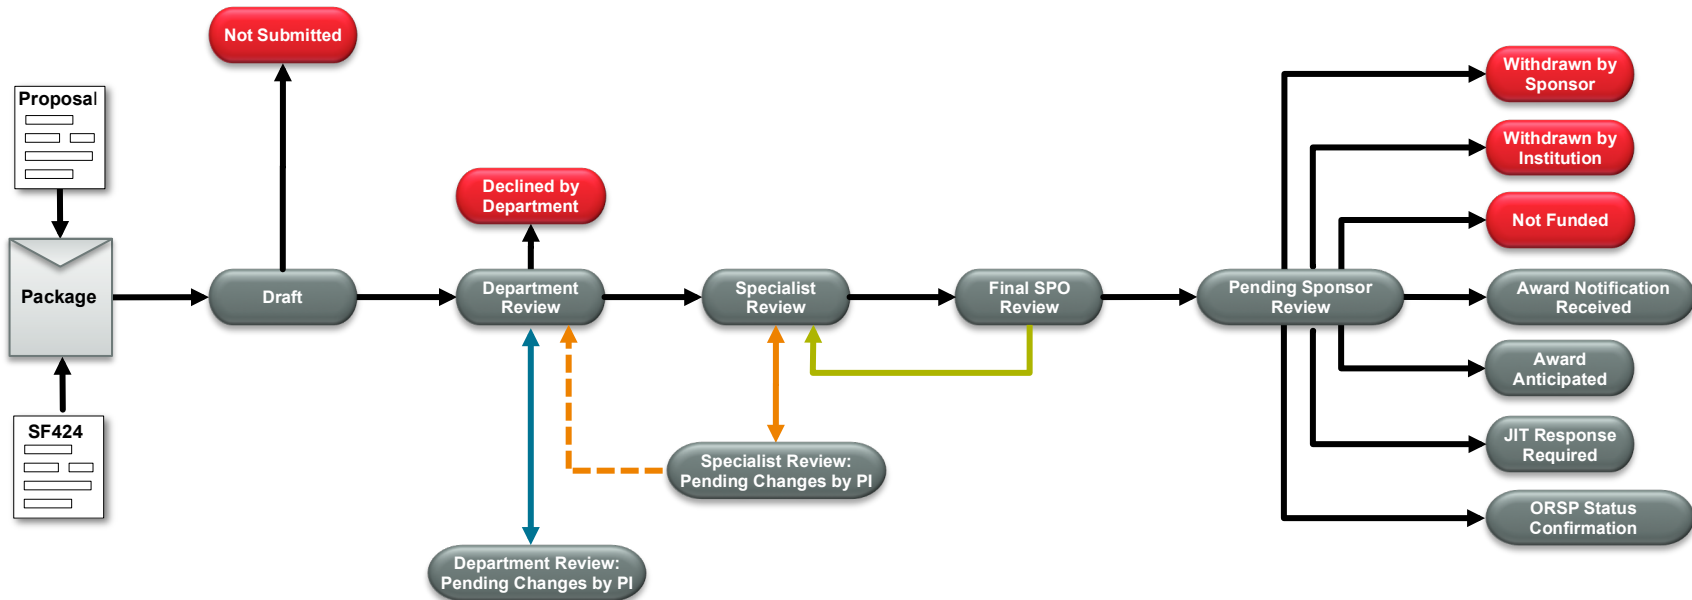 Not Submitted
Proposal
Package
SF424
Draft
Declined by
Department
Department
Review
Department Review:
Pending Changes by PI
Specialist
Review
Specialist Review:
Pending Changes by PI
Final SPO
Review
Pending Sponsor
Review
Withdrawn by
Sponsor
Withdrawn by
Institution
Not Funded
Award Notification
Received
Award
Anticipated
JIT Response
Required
ORSP Status
Confirmation